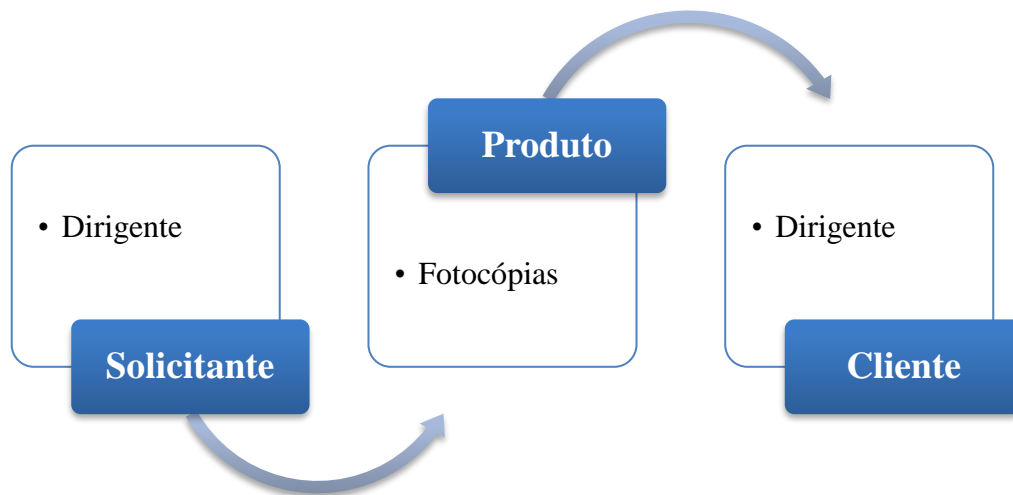 • Dirigente
Solicitante
Produto
• Fotocópias
• Dirigente
Cliente